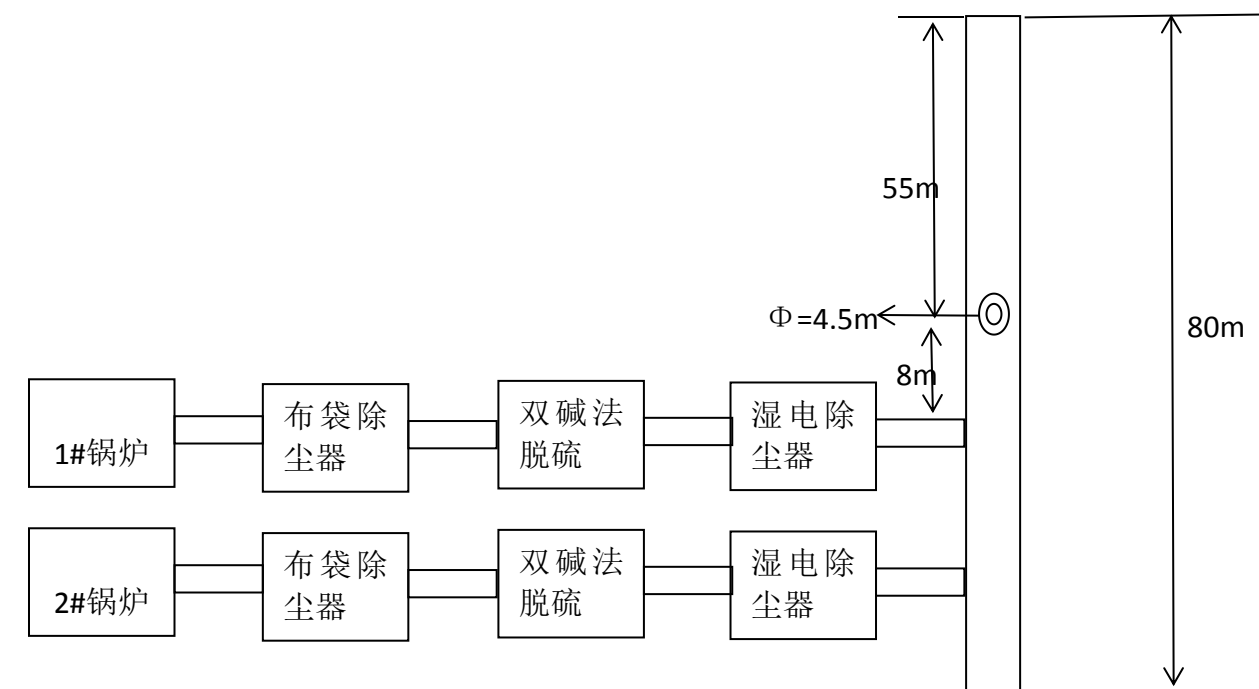 55m
Φ=4.5m
80m
8m
1#锅炉
布袋除
尘器
双碱法
脱硫
湿电除
尘器
2#锅炉
布袋除
尘器
双碱法
脱硫
湿电除
尘器